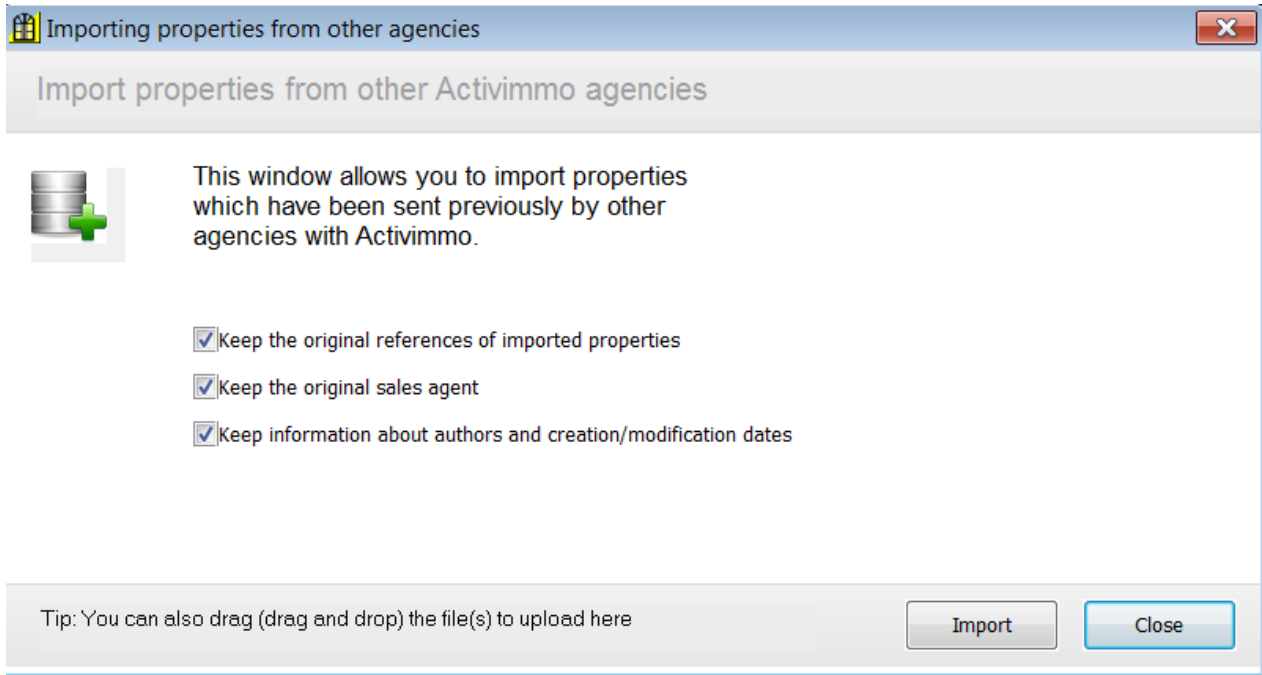 Importing properties from other agencies
Import properties from other Activimmo agencies
This window allows you to import properties
which have been sent previously by other
agencies with Activimmo.
Keep the original references of imported properties
Keep the original sales agent
Keep information about authors and creation/modification dates
Tip: You can also drag (drag and drop) the file(s) to upload here
Import
Close